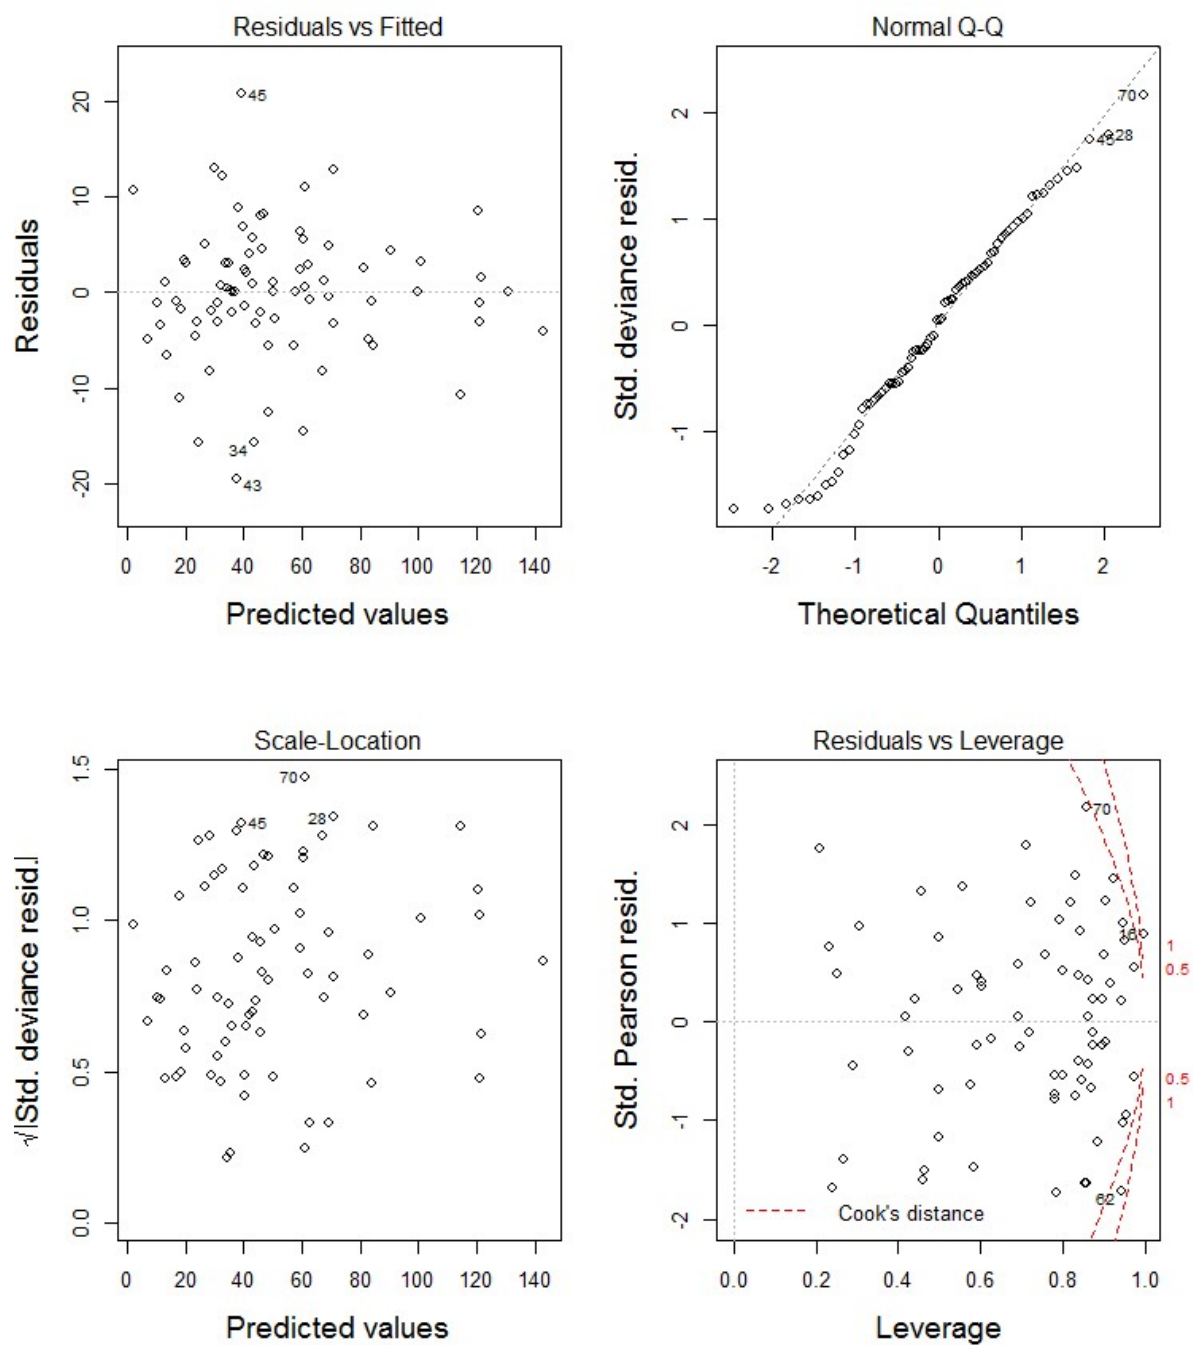 Residuals vs Fitted
Residuals
20
10
0
-10
-20
45
34
43
0 20 40 60 80 100 120 140
Predicted values
Normal Q-Q
Std. deviance resid.
2
1
0
-1
70
45
28
-2 -1 0 1 2
Theoretical Quantiles
Scale-Location
√|Std. deviance resid.|
1.5
1.0
0.5
0.0
70
45
28
0 20 40 60 80 100 120 140
Predicted values
Residuals vs Leverage
Std. Pearson resid.
2
1
0
-1
-2
70
16
62
1
0.5
0.5
1
Cook's distance
0.0 0.2 0.4 0.6 0.8 1.0
Leverage